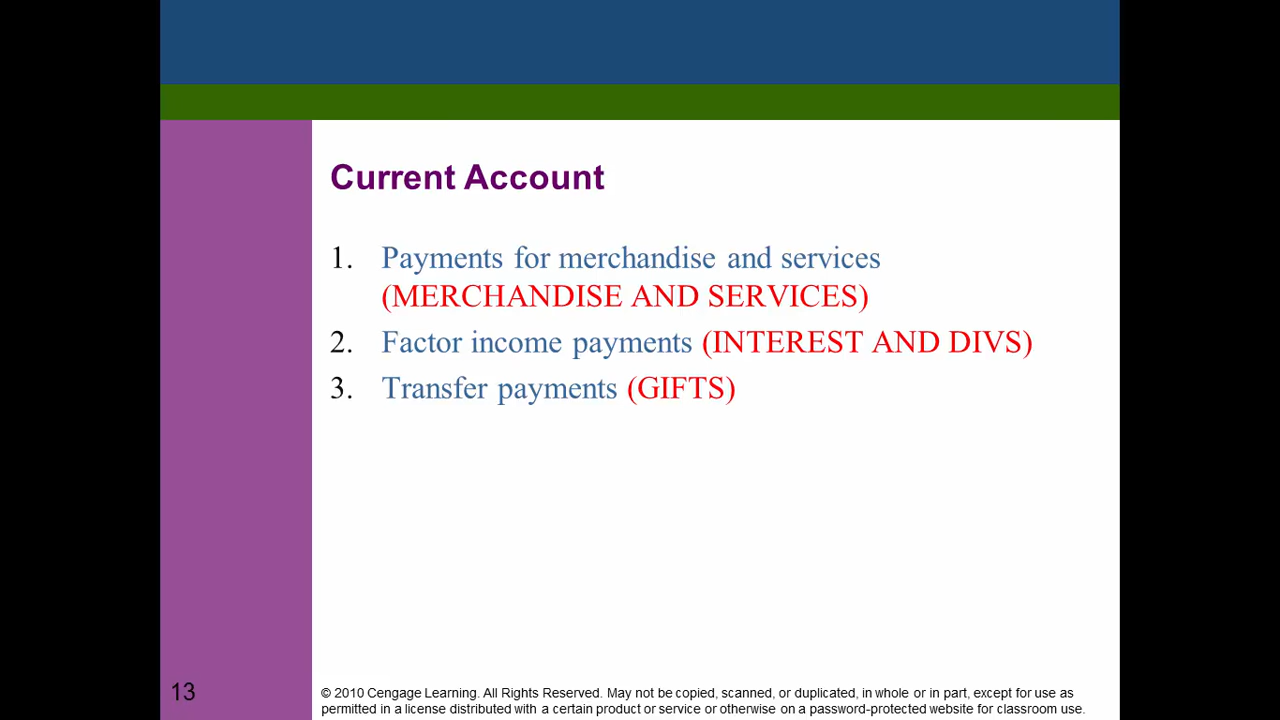 Current Account
1. Payments for merchandise and services
(MERCHANDISE AND SERVICES)
2. Factor income payments (INTEREST AND DIVS)
3. Transfer payments (GIFTS)
13
© 2010 Cengage Learning. All Rights Reserved. May not be copied, scanned, or duplicated, in whole or in part, except for use as
permitted in a license distributed with a certain product or service or otherwise on a password-protected website for classroom use.